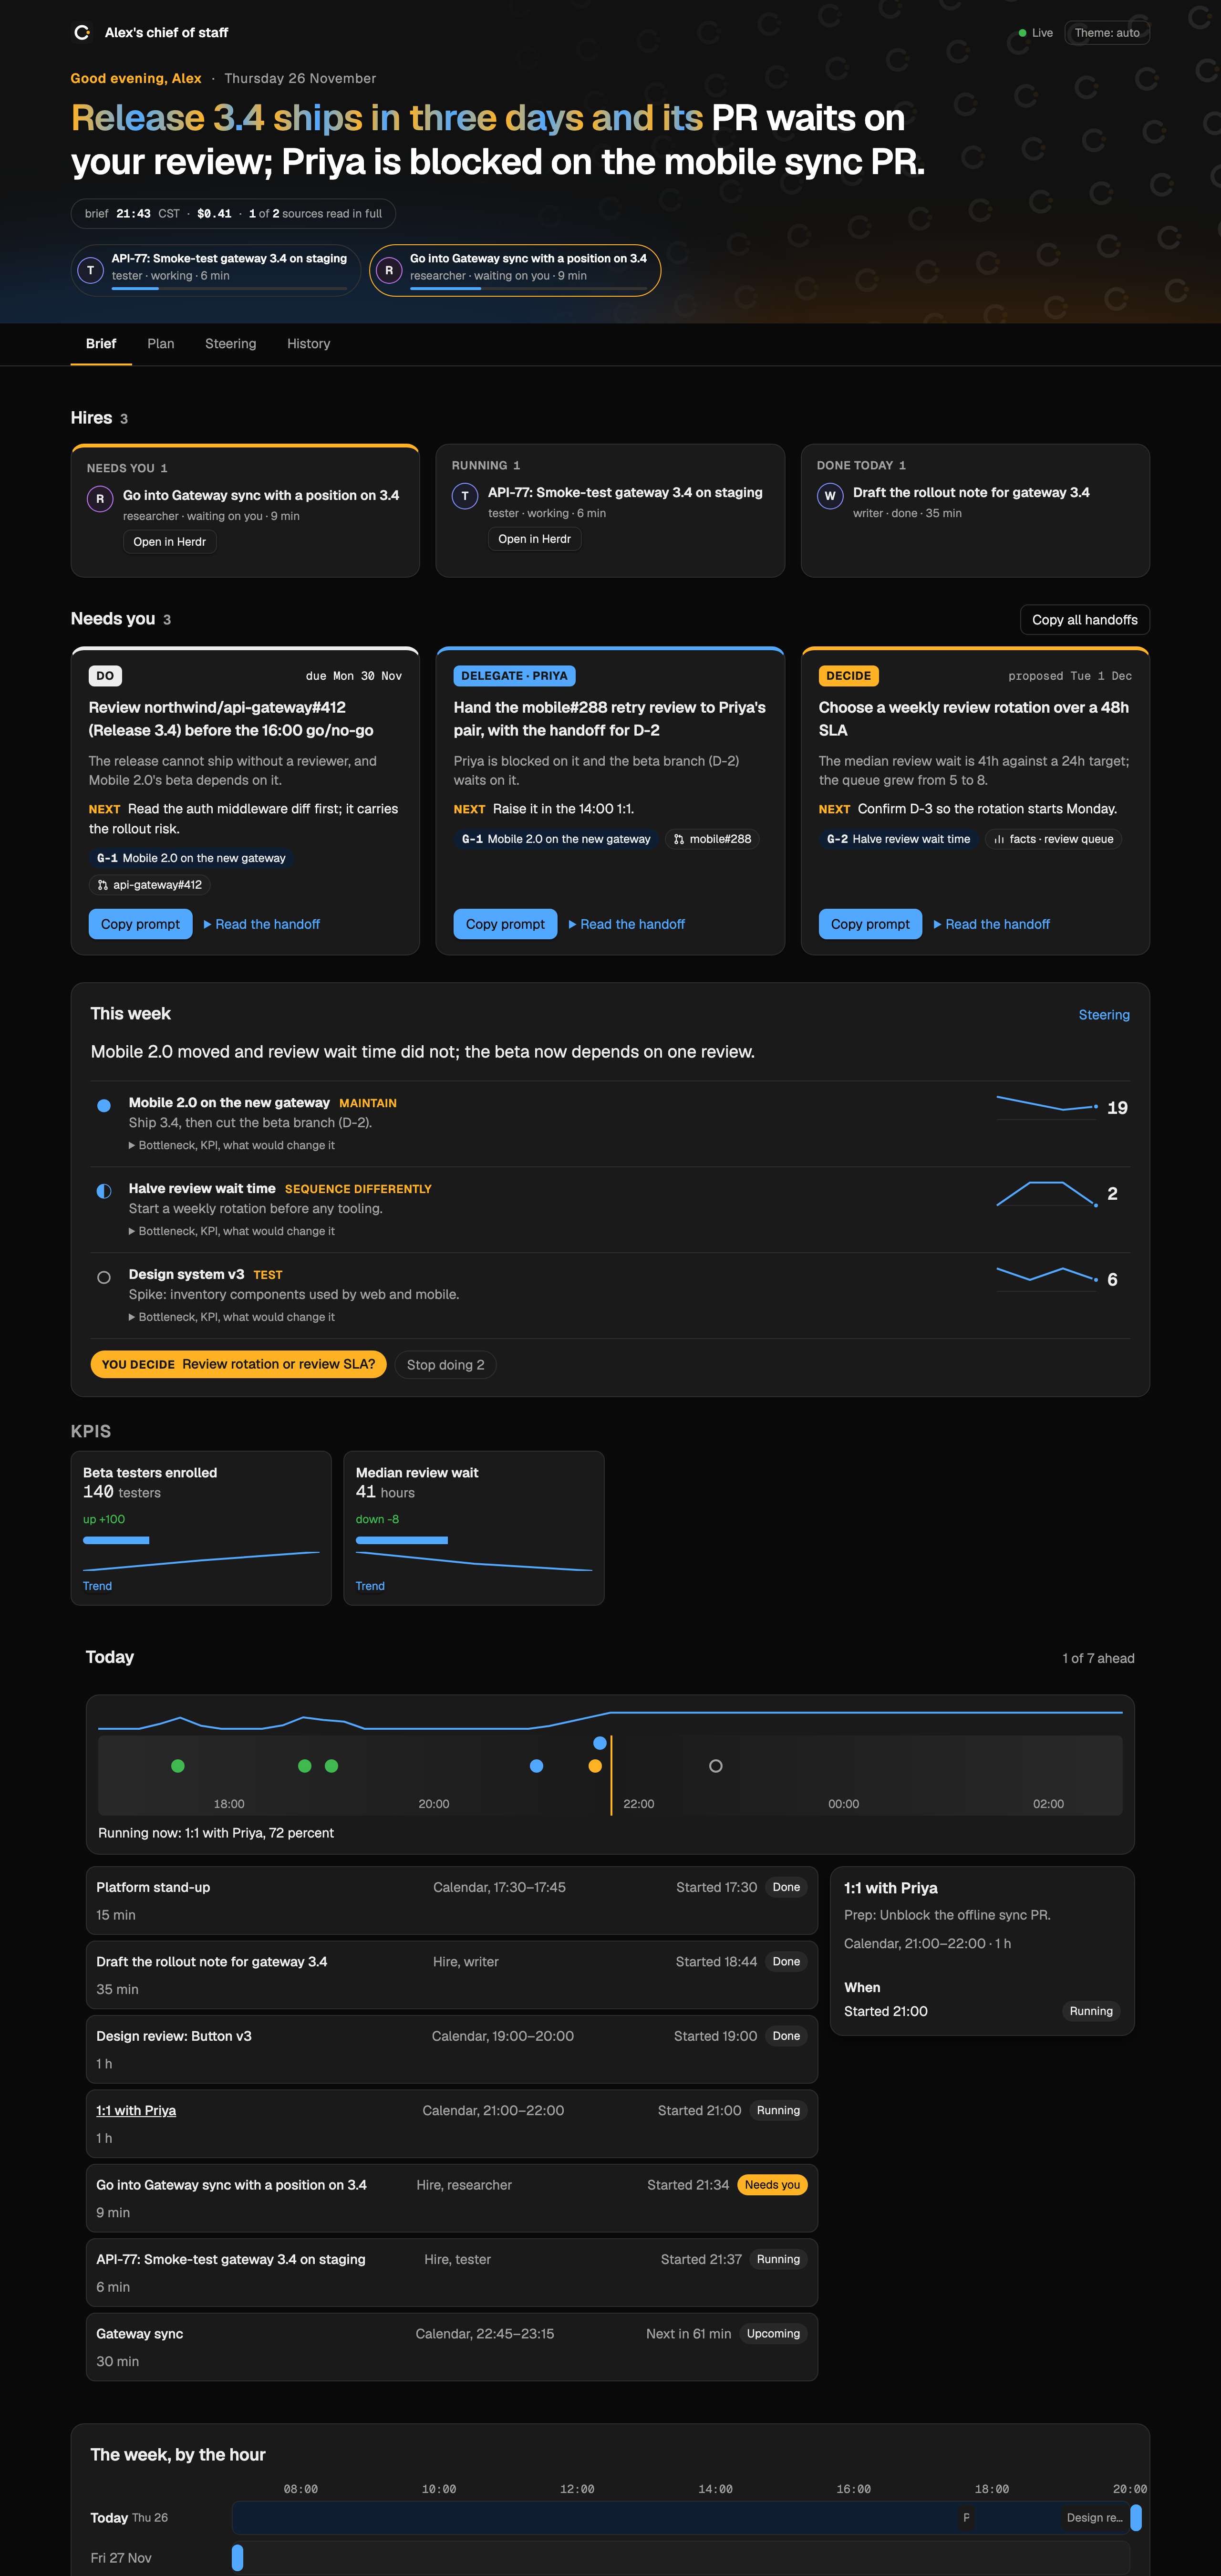 Alex's chief of staff
Live
Theme: auto
Good evening, Alex · Thursday 26 November
Release 3.4 ships in three days and its PR waits on
your review; Priya is blocked on the mobile sync PR.
brief 21:43 CST · $0.41 · 1 of 2 sources read in full
T
API-77: Smoke-test gateway 3.4 on staging
tester · working · 6 min
R
Go into Gateway sync with a position on 3.4
researcher · waiting on you · 9 min
Brief
Plan
Steering
History
Hires 3
NEEDS YOU 1
R
Go into Gateway sync with a position on 3.4
researcher · waiting on you · 9 min
Open in Herdr
RUNNING 1
T
API-77: Smoke-test gateway 3.4 on staging
tester · working · 6 min
Open in Herdr
DONE TODAY 1
W
Draft the rollout note for gateway 3.4
writer · done · 35 min
Needs you 3
Copy all handoffs
DO
due Mon 30 Nov
Review northwind/api-gateway#412
(Release 3.4) before the 16:00 go/no-go
The release cannot ship without a reviewer, and
Mobile 2.0's beta depends on it.
NEXT Read the auth middleware diff first; it carries
the rollout risk.
G-1 Mobile 2.0 on the new gateway
api-gateway#412
Copy prompt
Read the handoff
DELEGATE · PRIYA
Hand the mobile#288 retry review to Priya's
pair, with the handoff for D-2
Priya is blocked on it and the beta branch (D-2)
waits on it.
NEXT Raise it in the 14:00 1:1.
G-1 Mobile 2.0 on the new gateway
mobile#288
Copy prompt
Read the handoff
DECIDE
proposed Tue 1 Dec
Choose a weekly review rotation over a 48h
SLA
The median review wait is 41h against a 24h target;
the queue grew from 5 to 8.
NEXT Confirm D-3 so the rotation starts Monday.
G-2 Halve review wait time
facts · review queue
Copy prompt
Read the handoff
This week
Steering
Mobile 2.0 moved and review wait time did not; the beta now depends on one review.
Mobile 2.0 on the new gateway MAINTAIN
Ship 3.4, then cut the beta branch (D-2).
Bottleneck, KPI, what would change it
19
Halve review wait time SEQUENCE DIFFERENTLY
Start a weekly rotation before any tooling.
Bottleneck, KPI, what would change it
2
Design system v3 TEST
Spike: inventory components used by web and mobile.
Bottleneck, KPI, what would change it
6
YOU DECIDE Review rotation or review SLA?
Stop doing 2
KPIS
Beta testers enrolled
140 testers
up +100
Trend
Median review wait
41 hours
down -8
Trend
Today
1 of 7 ahead
18:00
20:00
22:00
00:00
02:00
Running now: 1:1 with Priya, 72 percent
Platform stand-up
Calendar, 17:30–17:45
Started 17:30
Done
15 min
Draft the rollout note for gateway 3.4
Hire, writer
Started 18:44
Done
35 min
Design review: Button v3
Calendar, 19:00–20:00
Started 19:00
Done
1 h
1:1 with Priya
Calendar, 21:00–22:00
Started 21:00
Running
1 h
Go into Gateway sync with a position on 3.4
Hire, researcher
Started 21:34
Needs you
9 min
API-77: Smoke-test gateway 3.4 on staging
Hire, tester
Started 21:37
Running
6 min
Gateway sync
Calendar, 22:45–23:15
Next in 61 min
Upcoming
30 min
1:1 with Priya
Prep: Unblock the offline sync PR.
Calendar, 21:00–22:00 · 1 h
When
Started 21:00
Running
The week, by the hour
08:00
10:00
12:00
14:00
16:00
18:00
20:00
Today Thu 26
Design re...
Fri 27 Nov